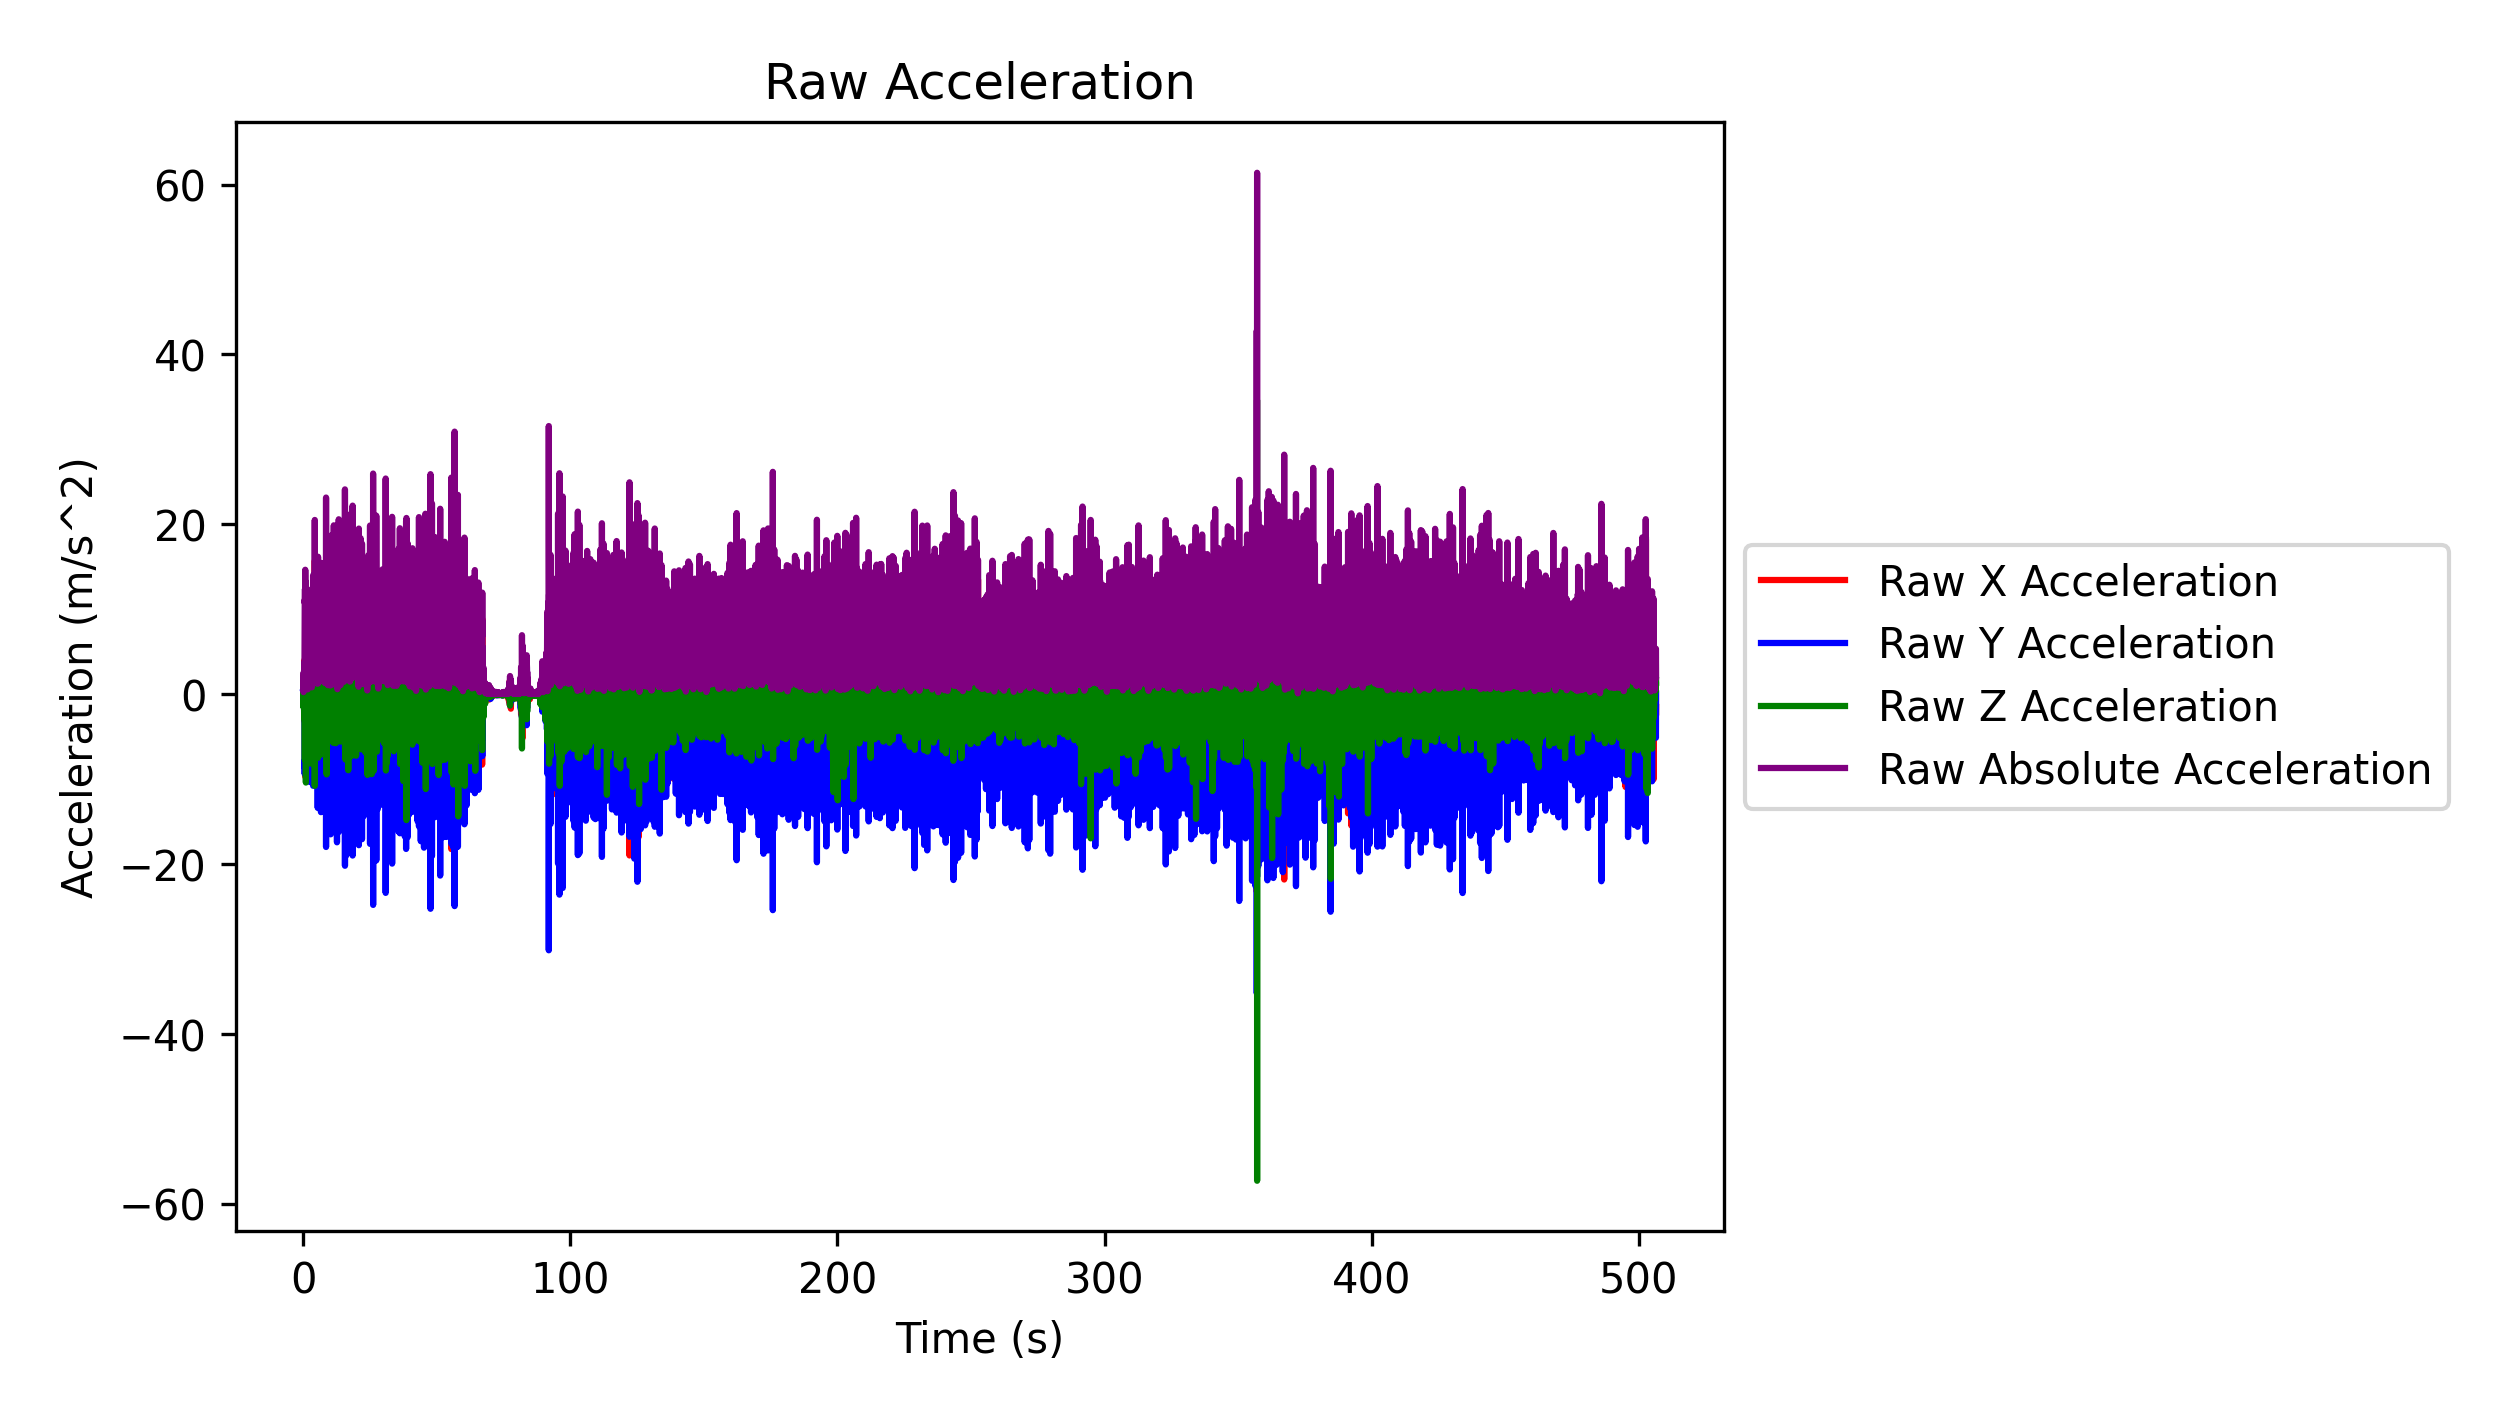 Raw Acceleration
Acceleration (m/s^2)
60
40
20
0
−20
−40
−60
0 100 200 300 400 500
Time (s)
Raw X Acceleration
Raw Y Acceleration
Raw Z Acceleration
Raw Absolute Acceleration